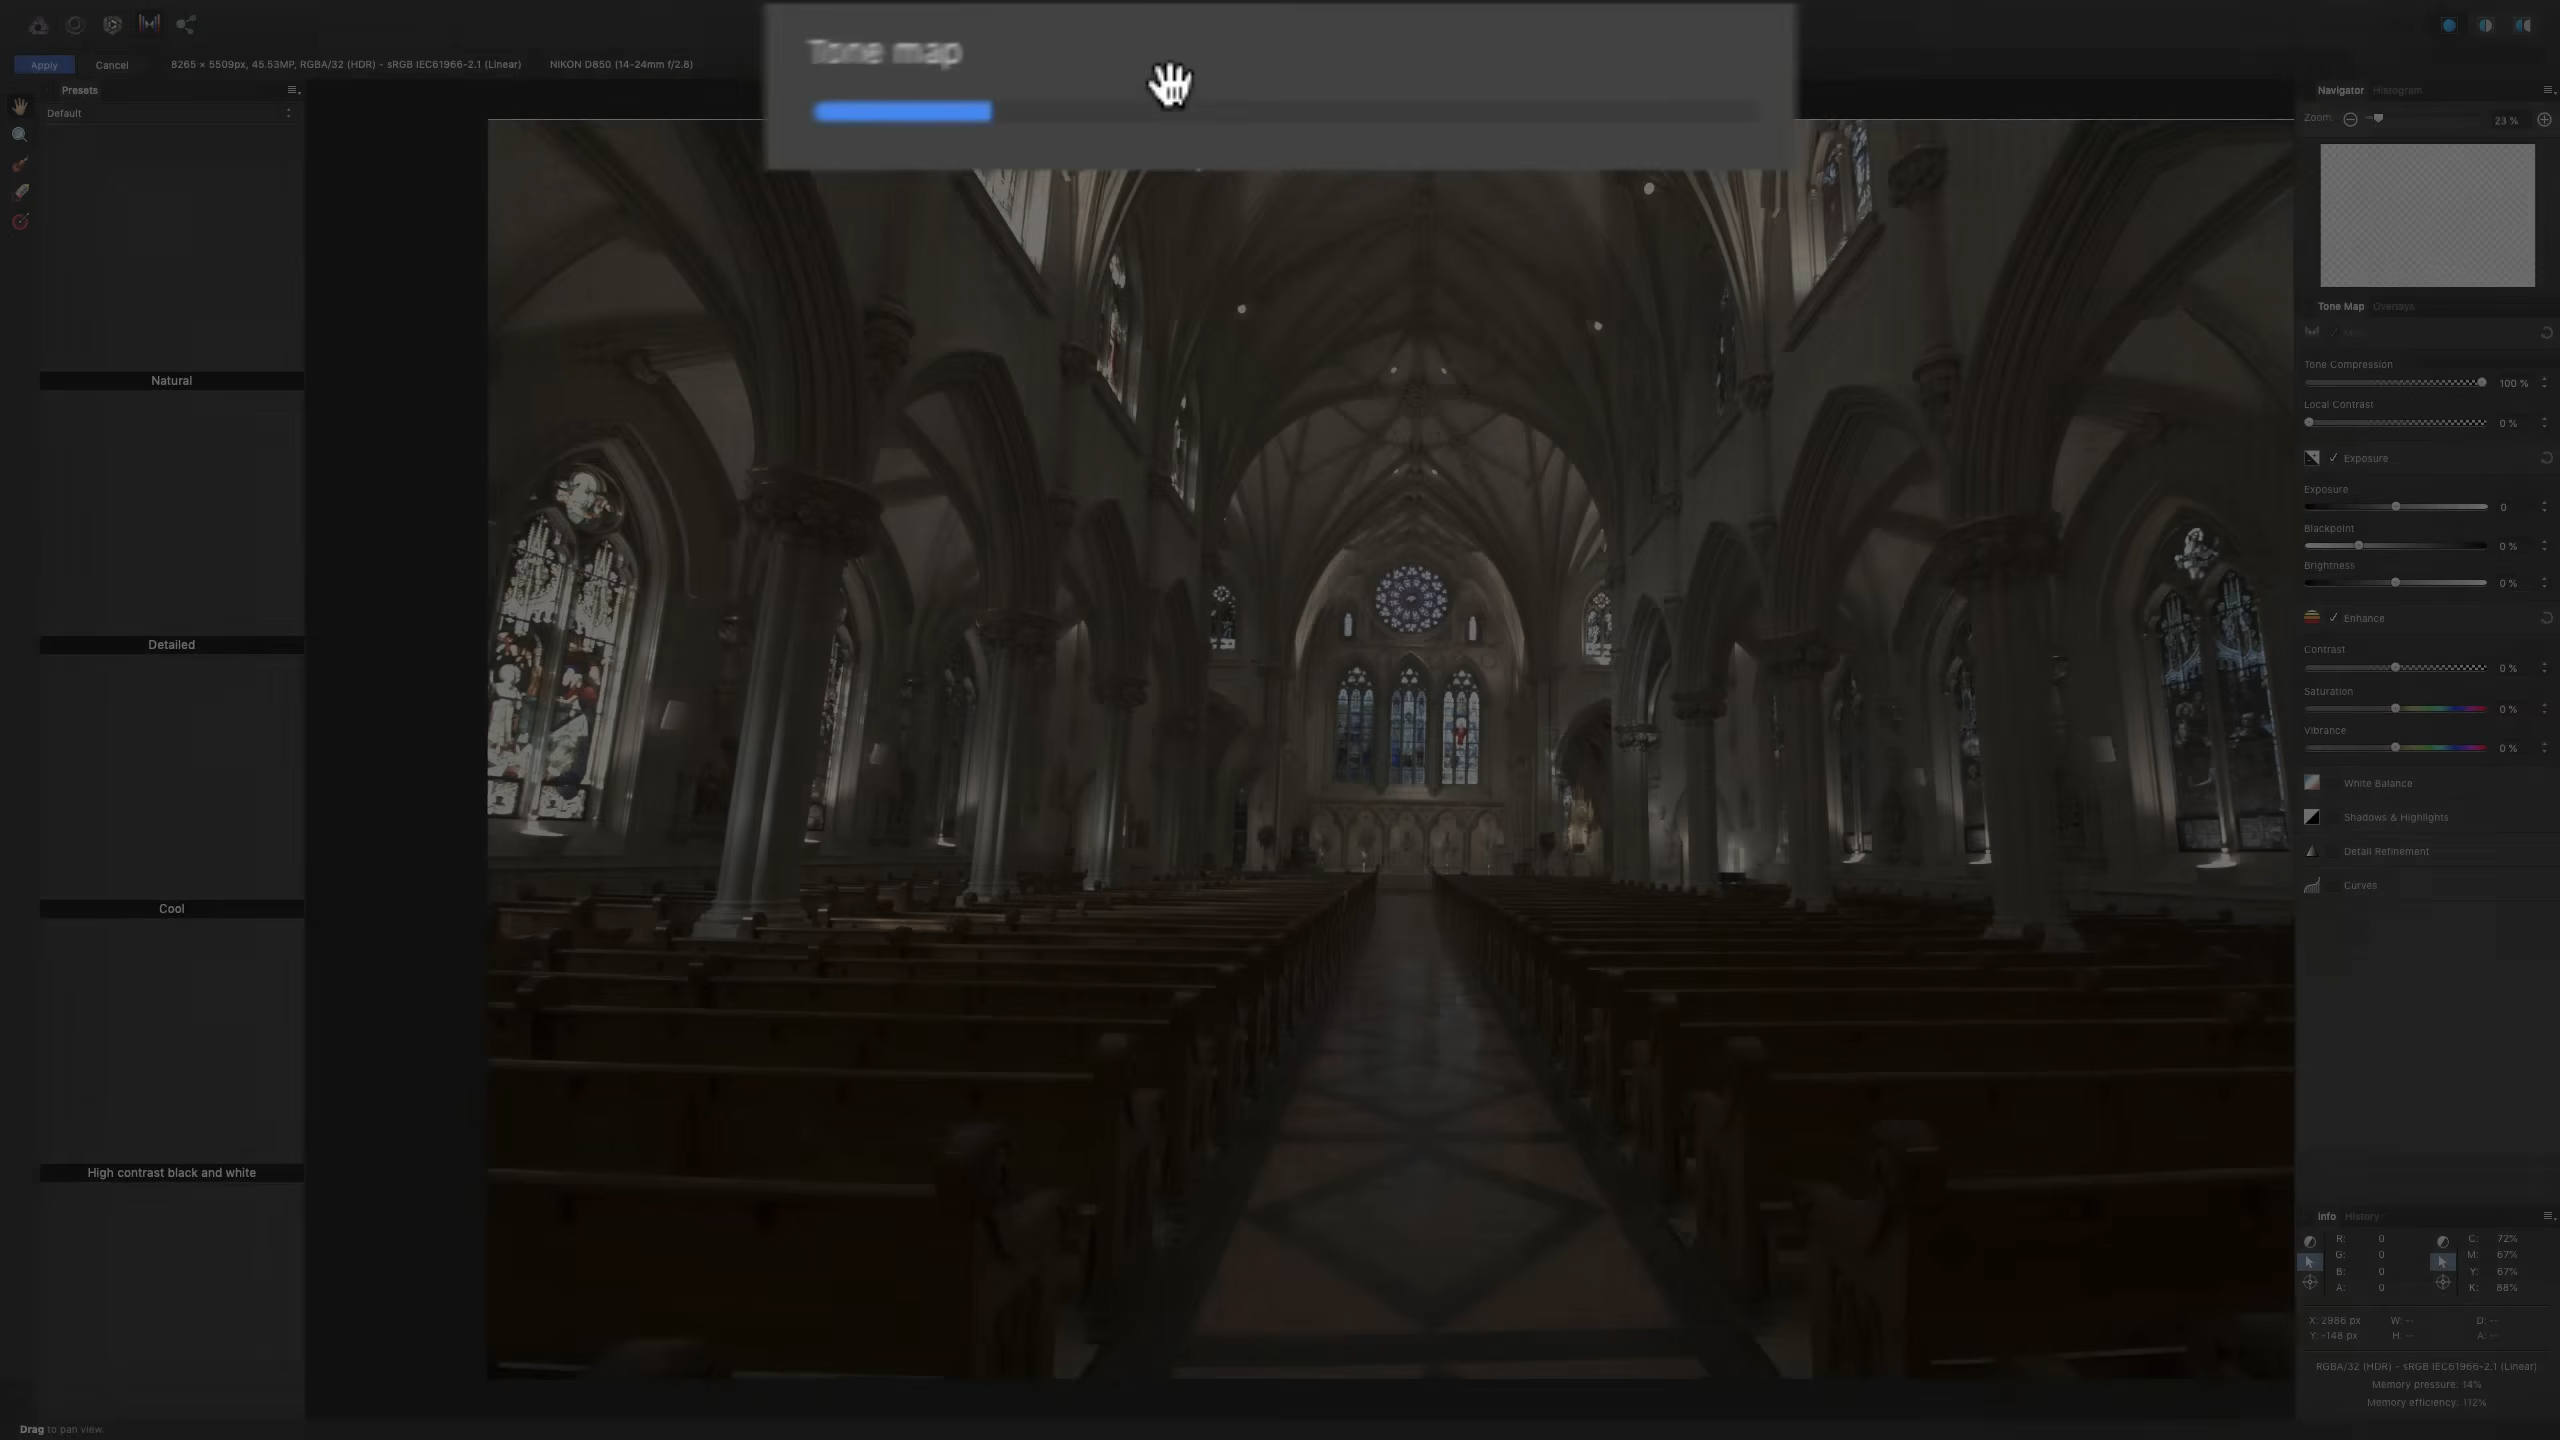 Tone map
Apply
Cancel
8265 × 5509px, 45.53MP, RGBA/32 (HDR) - sRGB IEC61966-2.1 (Linear)
NIKON D850 (14-24mm f/2.8)
Presets
Default
Natural
Detailed
Cool
High contrast black and white
Navigator Histogram
Zoom: 23 %
Tone Map Overlays
Tone Compression
100 %
Local Contrast
0 %
Exposure
Exposure
0
Blackpoint
0 %
Brightness
0 %
Enhance
Contrast
0 %
Saturation
0 %
Vibrance
0 %
White Balance
Shadows & Highlights
Detail Refinement
Curves
Info History
R: 0 C: 72%
G: 0 M: 67%
B: 0 Y: 67%
A: 0 K: 88%
X: 2986 px W: -- D: --
Y: -148 px H: -- A: --
RGBA/32 (HDR) - sRGB IEC61966-2.1 (Linear)
Memory pressure: 14%
Memory efficiency: 112%
Drag to pan view.